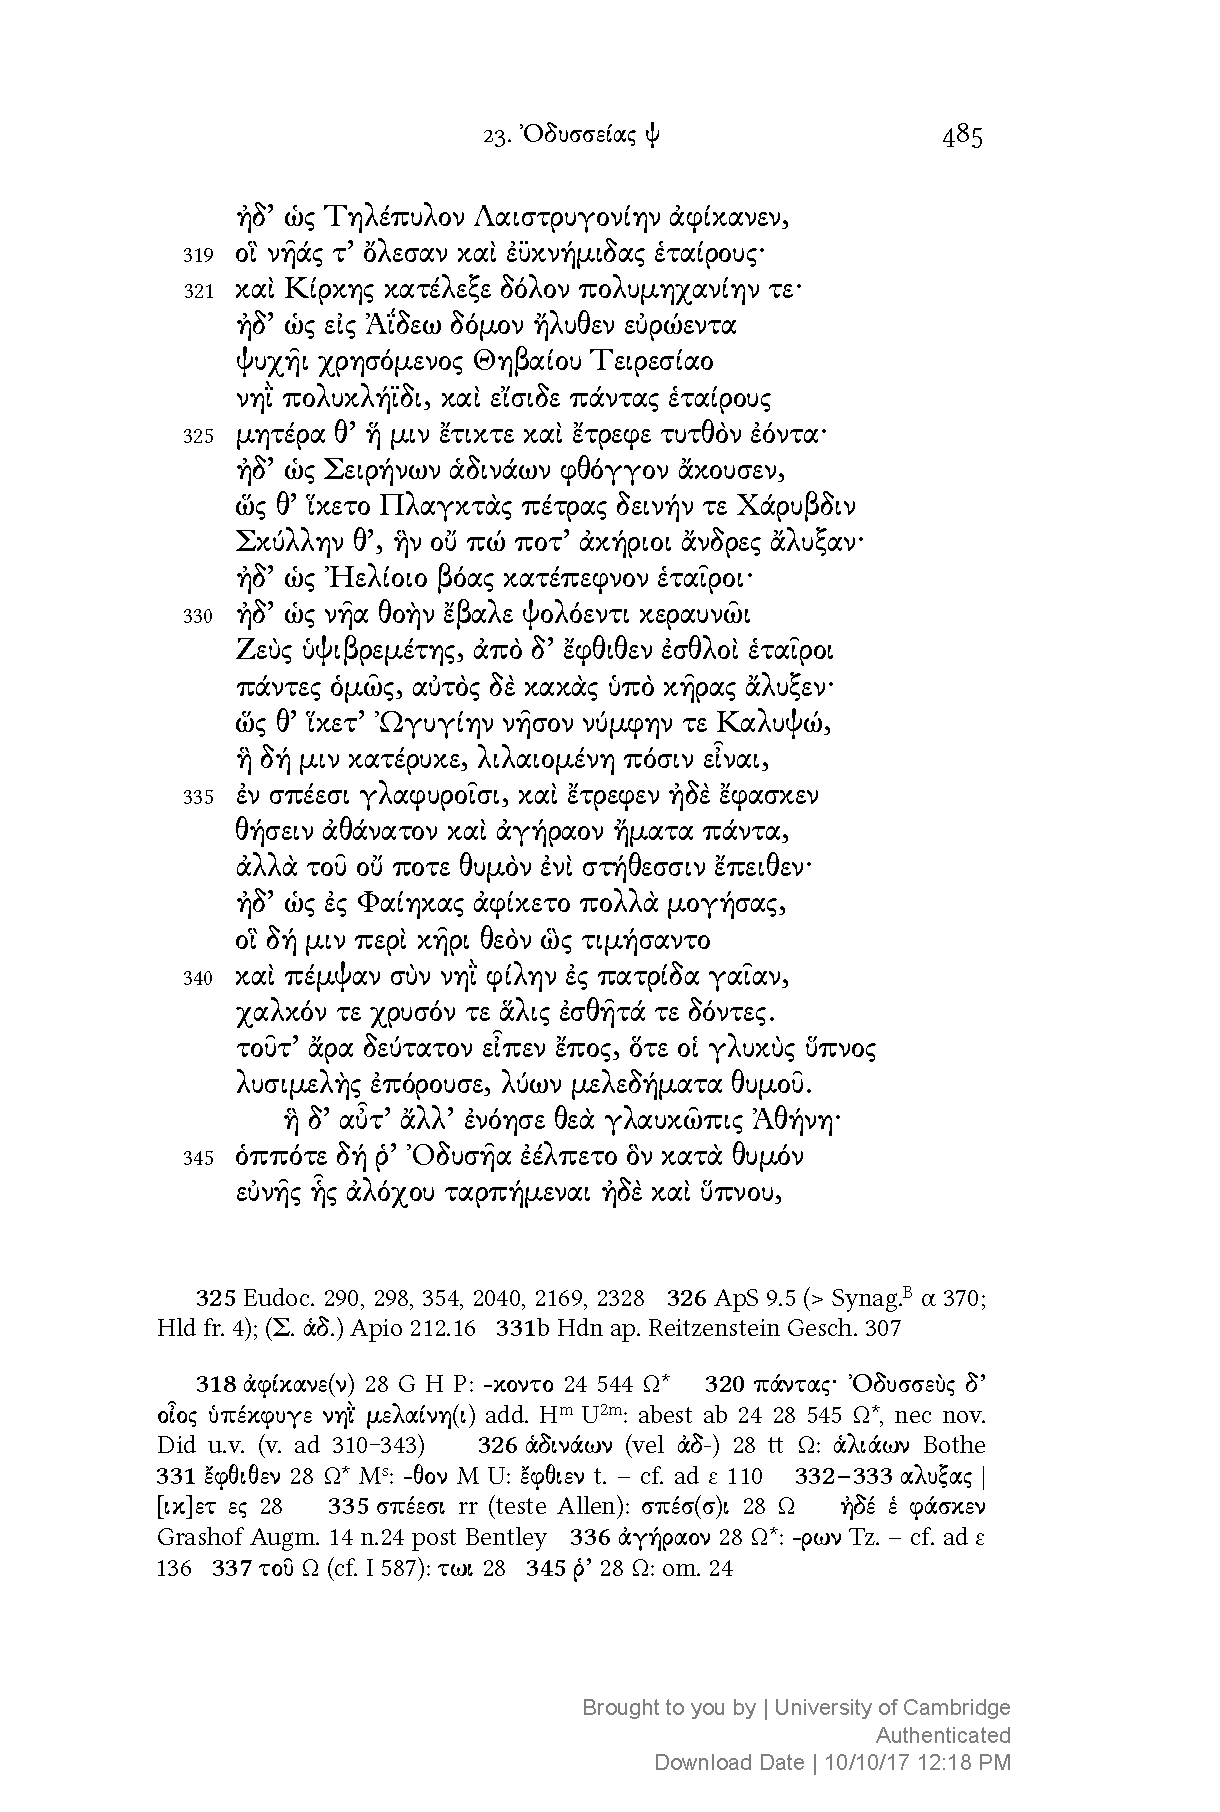 23. Ὀδυσσείας ψ 485
ἠδ’ ὡς Τηλέπυλον Λαιστρυγονίην ἀφίκανεν,
319 οἳ νῆάς τ’ ὄλεσαν καὶ ἐϋκνήμιδας ἑταίρους·
321 καὶ Κίρκης κατέλεξε δόλον πολυμηχανίην τε·
ἠδ’ ὡς εἰς Ἀΐδεω δόμον ἤλυθεν εὐρώεντα
ψυχῆι χρησόμενος Θηβαίου Τειρεσίαο
νηῒ πολυκλήϊδι, καὶ εἴσιδε πάντας ἑταίρους
325 μητέρα θ’ ἥ μιν ἔτικτε καὶ ἔτρεφε τυτθὸν ἐόντα·
ἠδ’ ὡς Σειρήνων ἁδινάων φθόγγον ἄκουσεν,
ὥς θ’ ἵκετο Πλαγκτὰς πέτρας δεινήν τε Χάρυβδιν
Σκύλλην θ’, ἣν οὔ πώ ποτ’ ἀκήριοι ἄνδρες ἄλυξαν·
ἠδ’ ὡς Ἠελίοιο βόας κατέπεφνον ἑταῖροι·
330 ἠδ’ ὡς νῆα θοὴν ἔβαλε ψολόεντι κεραυνῶι
Ζεὺς ὑψιβρεμέτης, ἀπὸ δ’ ἔφθιθεν ἐσθλοὶ ἑταῖροι
πάντες ὁμῶς, αὐτὸς δὲ κακὰς ὑπὸ κῆρας ἄλυξεν·
ὥς θ’ ἵκετ’ Ὠγυγίην νῆσον νύμφην τε Καλυψώ,
ἣ δή μιν κατέρυκε, λιλαιομένη πόσιν εἶναι,
335 ἐν σπέεσι γλαφυροῖσι, καὶ ἔτρεφεν ἠδὲ ἔφασκεν
θήσειν ἀθάνατον καὶ ἀγήραον ἤματα πάντα,
ἀλλὰ τοῦ οὔ ποτε θυμὸν ἐνὶ στήθεσσιν ἔπειθεν·
ἠδ’ ὡς ἐς Φαίηκας ἀφίκετο πολλὰ μογήσας,
οἳ δή μιν περὶ κῆρι θεὸν ὣς τιμήσαντο
340 καὶ πέμψαν σὺν νηῒ φίλην ἐς πατρίδα γαῖαν,
χαλκόν τε χρυσόν τε ἅλις ἐσθῆτά τε δόντες.
τοῦτ’ ἄρα δεύτατον εἶπεν ἔπος, ὅτε οἱ γλυκὺς ὕπνος
λυσιμελὴς ἐπόρουσε, λύων μελεδήματα θυμοῦ.
ἣ δ’ αὖτ’ ἄλλ’ ἐνόησε θεὰ γλαυκῶπις Ἀθήνη·
345 ὁππότε δή ῥ’ Ὀδυσῆα ἐέλπετο ὃν κατὰ θυμόν
εὐνῆς ἧς ἀλόχου ταρπήμεναι ἠδὲ καὶ ὕπνου,
325 Eudoc. 290, 298, 354, 2040, 2169, 2328 326 ApS 9.5 (> Synag.B α 370;
Hld fr. 4); (Σ. ἁδ.) Apio 212.16 331b Hdn ap. Reitzenstein Gesch. 307
318 ἀφίκανε(ν) 28 G H P: -κοντο 24 544 Ω* 320 πάντας· Ὀδυσσεὺς δ’
οἶος ὑπέκφυγε νηῒ μελαίνη(ι) add. Hm U2m: abest ab 24 28 545 Ω*, nec nov.
Did u.v. (v. ad 310–343) 326 ἁδινάων (vel ἀδ-) 28 tt Ω: ἁλιάων Bothe
331 ἔφθιθεν 28 Ω* Ms: -θον M U: ἔφθιεν t. – cf. ad ε 110 332–333 αλυξας |
[ικ]ετ ες 28 335 σπέεσι rr (teste Allen): σπέσ(σ)ι 28 Ω ἠδέ ἑ φάσκεν
Grashof Augm. 14 n.24 post Bentley 336 ἀγήραον 28 Ω*: -ρων Tz. – cf. ad ε
136 337 τοῦ Ω (cf. I 587): τωι 28 345 ῥ’ 28 Ω: om. 24
Brought to you by | University of Cambridge
Authenticated
Download Date | 10/10/17 12:18 PM